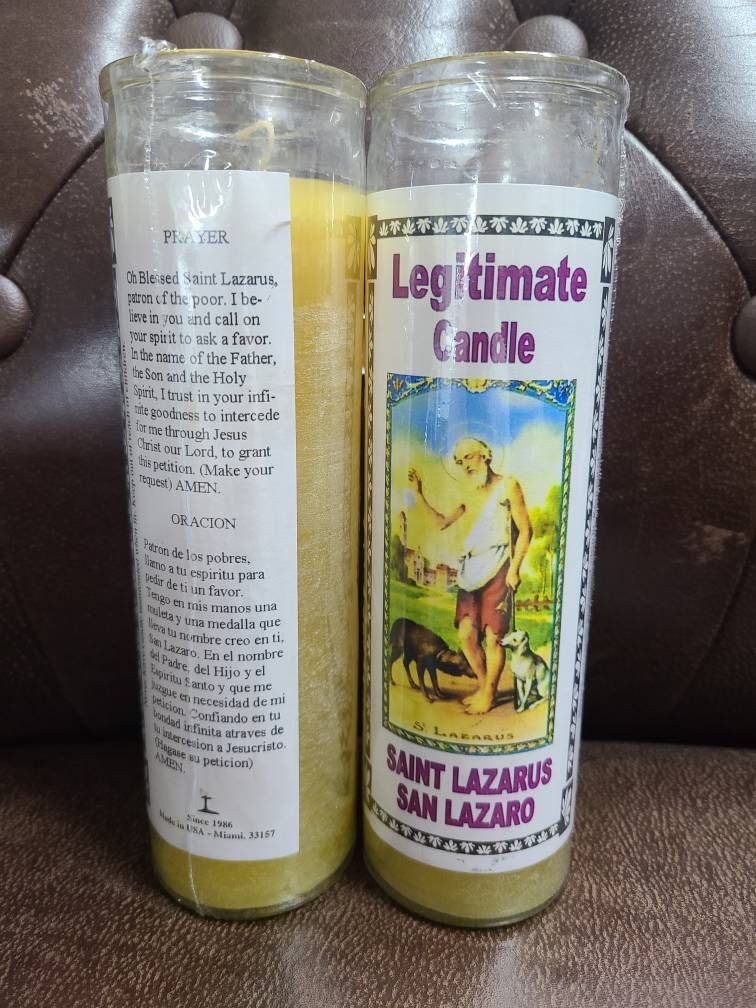 PRAYER
Oh Blessed Saint Lazarus,
patron of the poor. I be-
lieve in you and call on
your spirit to ask a favor.
In the name of the Father,
the Son and the Holy
Spirit, I trust in your infi-
nite goodness to intercede
for me through Jesus
Christ our Lord, to grant
this petition. (Make your
request) AMEN.
ORACION
Patron de los pobres,
llamo a tu espiritu para
pedir de ti un favor.
Tengo en mis manos una
muleta y una medalla que
lleva tu nombre creo en ti,
San Lazaro. En el nombre
del Padre, del Hijo y el
Espiritu Santo y que me
juzgue en necesidad de mi
peticion. Confiando en tu
bondad infinita atraves de
tu intercesion a Jesucristo.
(Hagase su peticion)
AMEN.
Since 1986
Made in USA - Miami. 33157
Legitimate
Candle
St LAZARUS
SAINT LAZARUS
SAN LAZARO